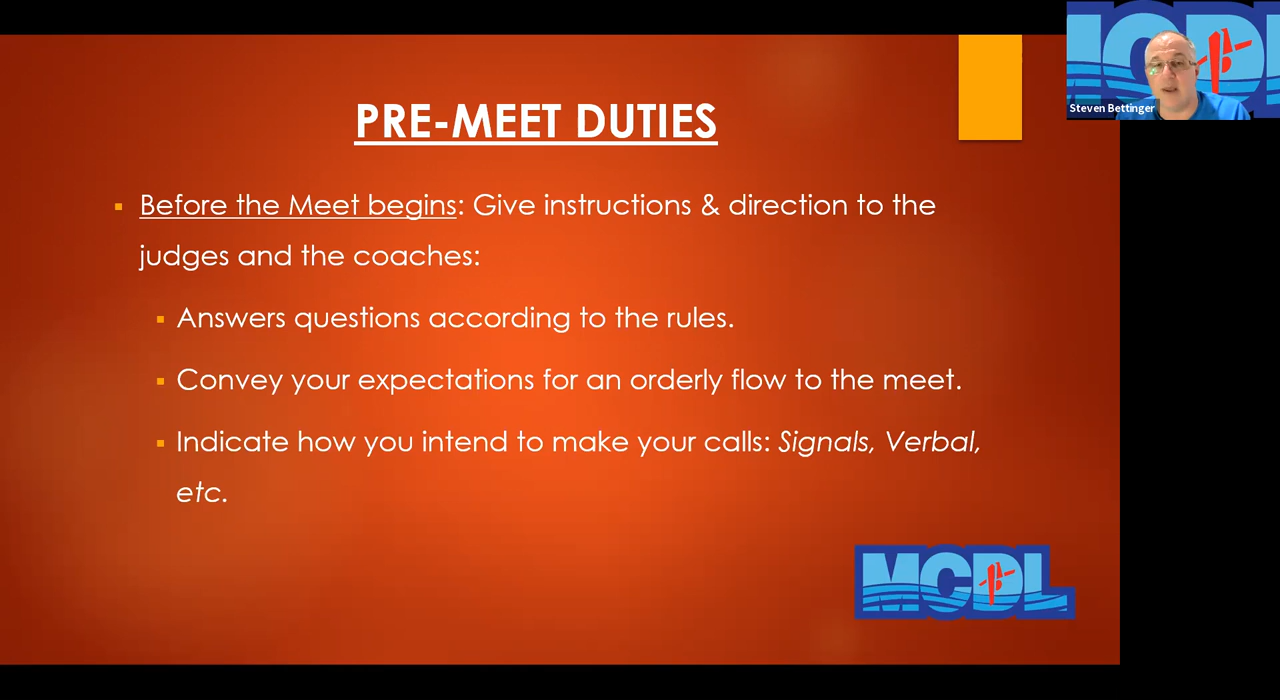 PRE-MEET DUTIES
Before the Meet begins: Give instructions & direction to the
judges and the coaches:
Answers questions according to the rules.
Convey your expectations for an orderly flow to the meet.
Indicate how you intend to make your calls: Signals, Verbal,
etc.
MCDL
MCDL
Steven Bettinger